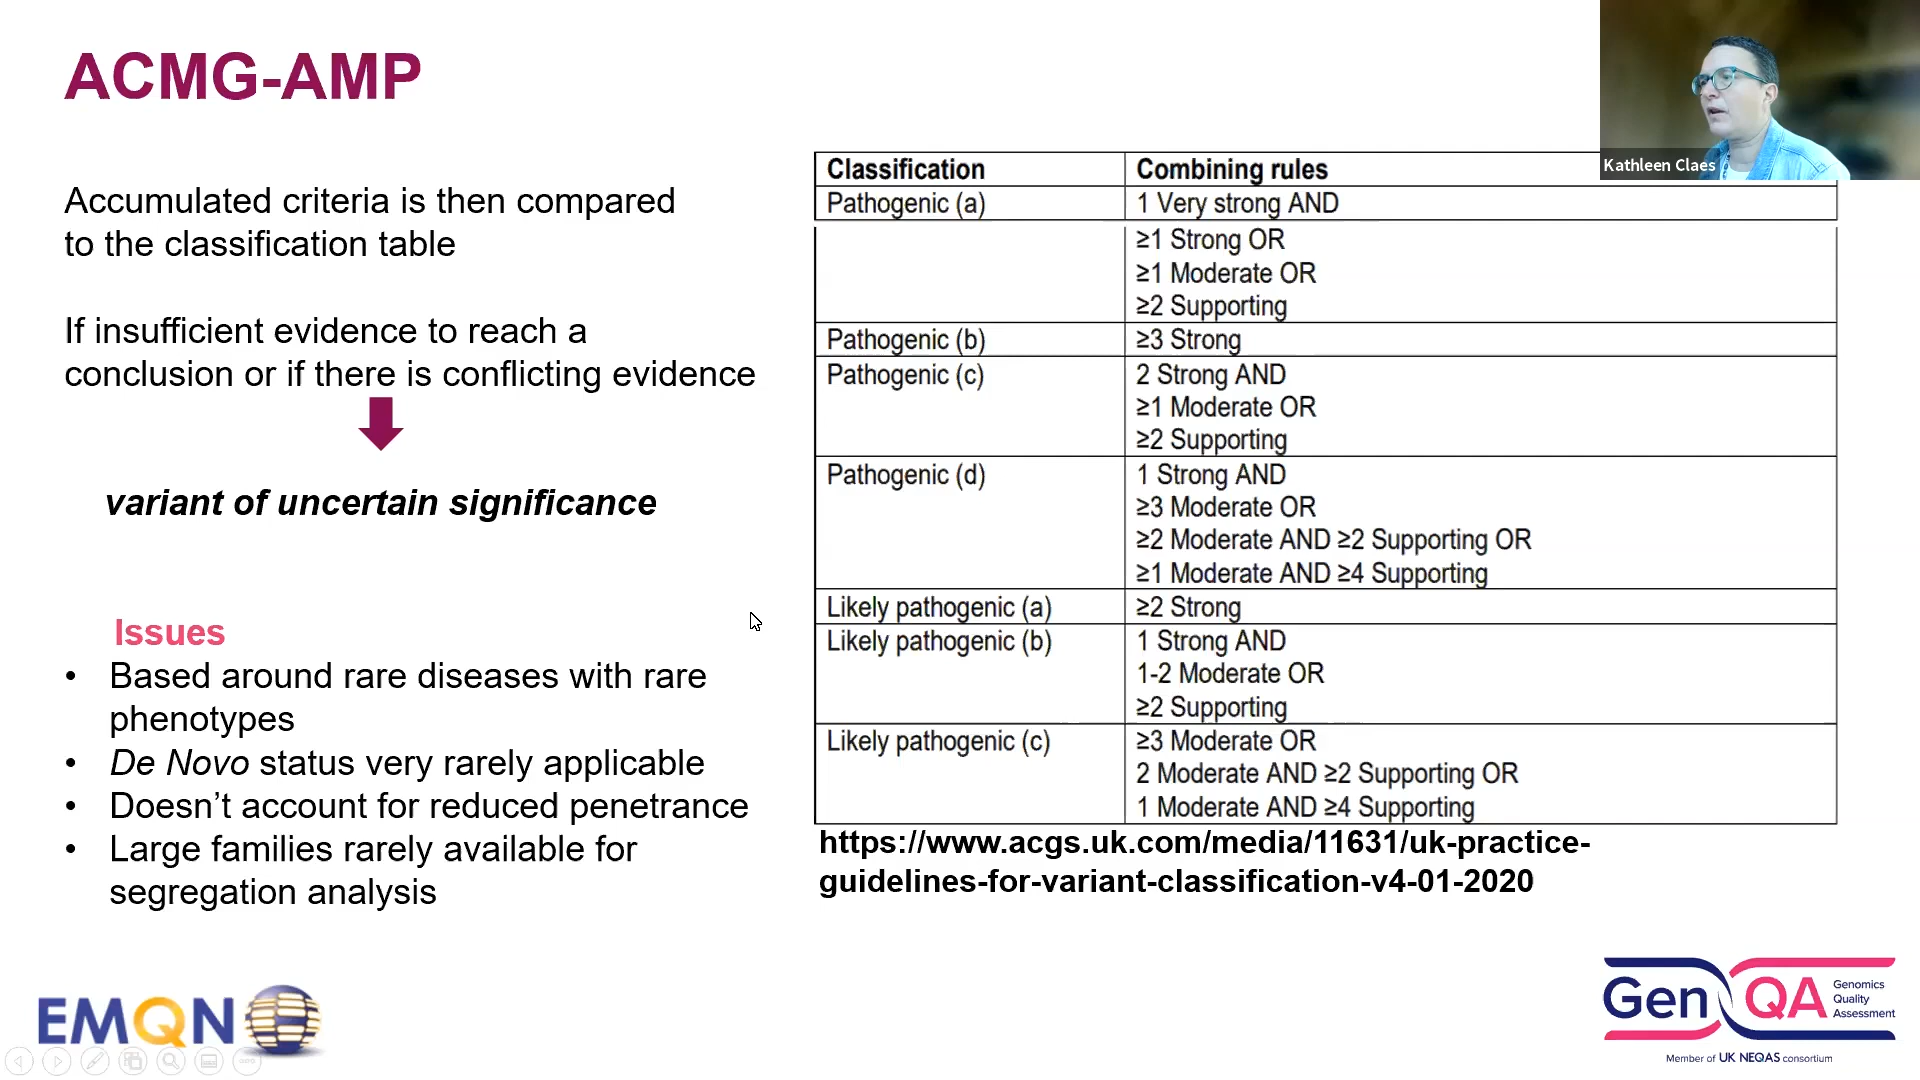 ACMG-AMP
Accumulated criteria is then compared
to the classification table
If insufficient evidence to reach a
conclusion or if there is conflicting evidence
variant of uncertain significance
Issues
• Based around rare diseases with rare
phenotypes
• De Novo status very rarely applicable
• Doesn’t account for reduced penetrance
• Large families rarely available for
segregation analysis
Kathleen Claes
Classification Combining rules
Pathogenic (a) 1 Very strong AND
≥1 Strong OR
≥1 Moderate OR
≥2 Supporting
Pathogenic (b) ≥3 Strong
Pathogenic (c) 2 Strong AND
≥1 Moderate OR
≥2 Supporting
Pathogenic (d) 1 Strong AND
≥3 Moderate OR
≥2 Moderate AND ≥2 Supporting OR
≥1 Moderate AND ≥4 Supporting
Likely pathogenic (a) ≥2 Strong
Likely pathogenic (b) 1 Strong AND
1-2 Moderate OR
≥2 Supporting
Likely pathogenic (c) ≥3 Moderate OR
2 Moderate AND ≥2 Supporting OR
1 Moderate AND ≥4 Supporting
https://www.acgs.uk.com/media/11631/uk-practice-
guidelines-for-variant-classification-v4-01-2020
EMQN
GenQA
Genomics
Quality
Assessment
Member of UK NEQAS consortium